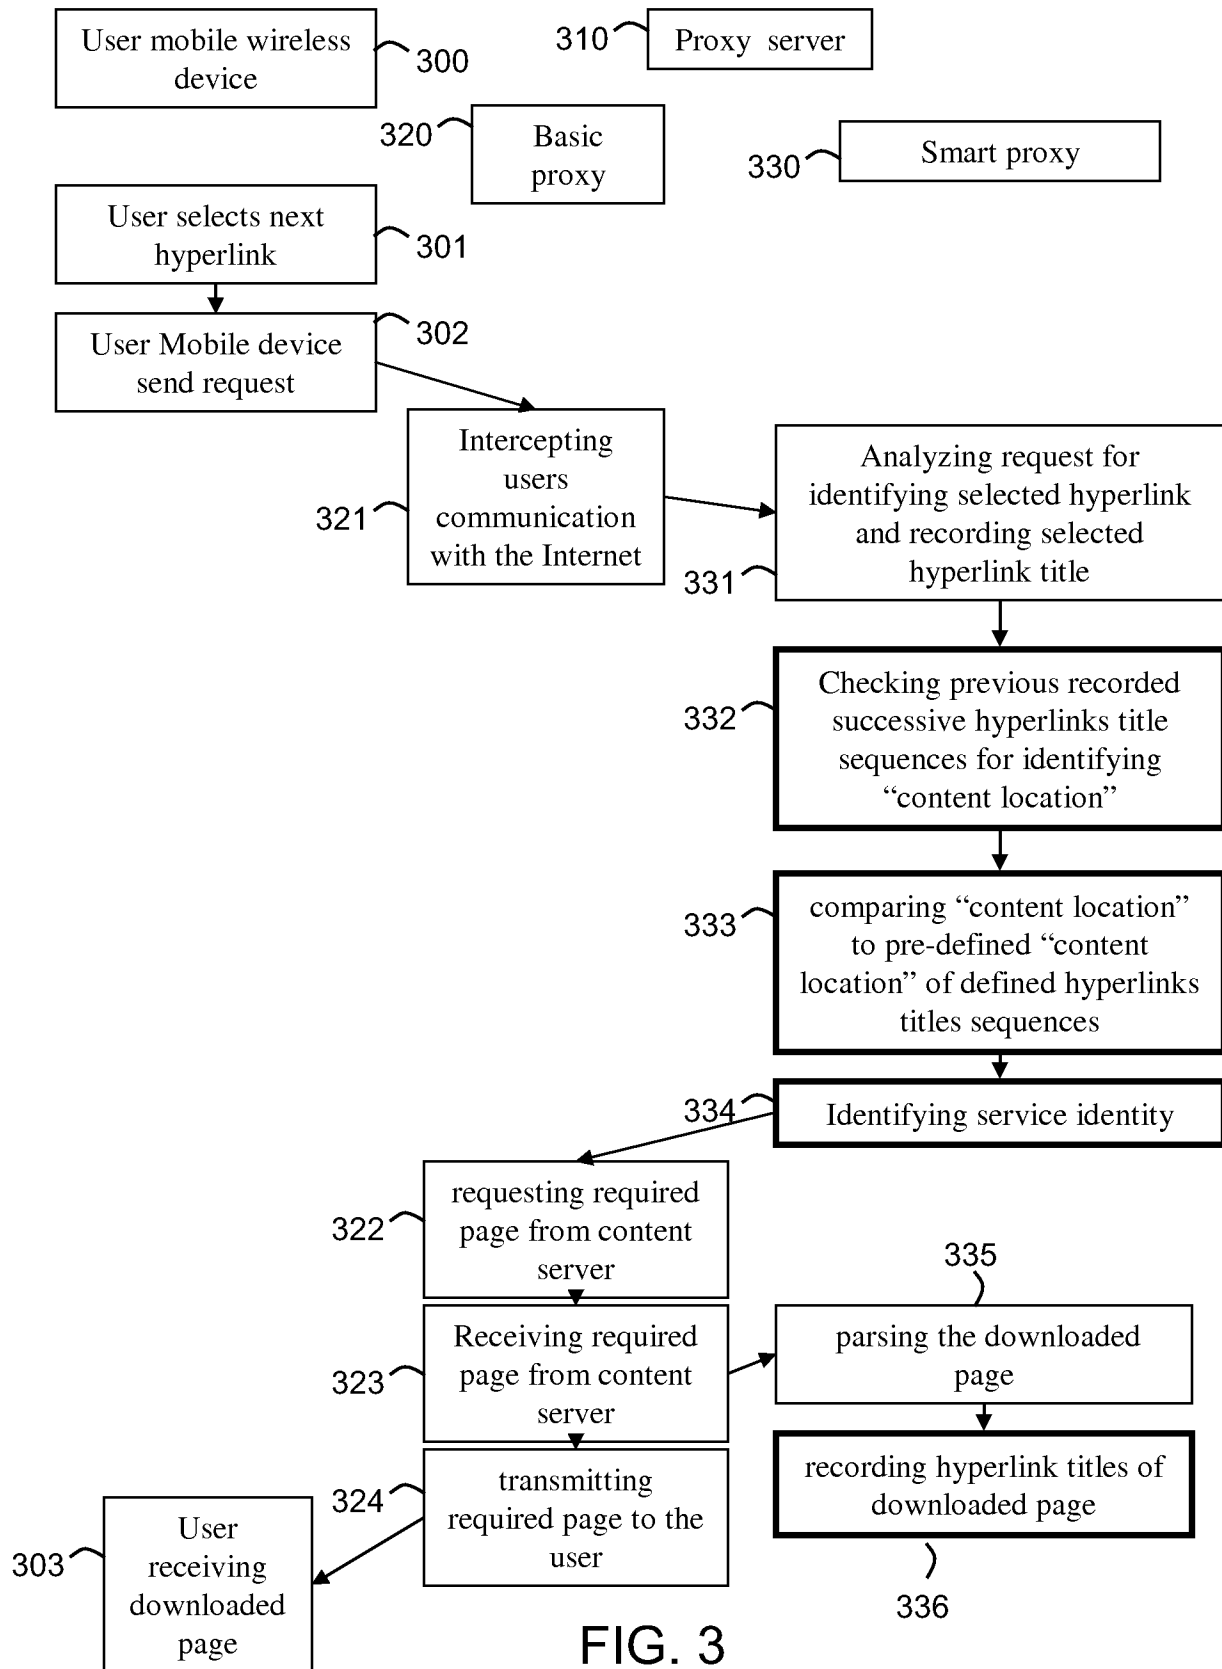 User mobile wireless
device
300
310
Proxy server
320
Basic
proxy
330
Smart proxy
User selects next
hyperlink
301
User Mobile device
send request
302
Intercepting
users
communication
with the Internet
321
Analyzing request for
identifying selected hyperlink
and recording selected
hyperlink title
331
Checking previous recorded
successive hyperlinks title
sequences for identifying
“content location”
332
comparing “content location”
to pre-defined “content
location” of defined hyperlinks
titles sequences
333
334
Identifying service identity
requesting required
page from content
server
322
335
Receiving required
page from content
server
323
parsing the downloaded
page
transmitting
required page to the
user
324
recording hyperlink titles of
downloaded page
336
User
receiving
downloaded
page
303
FIG. 3